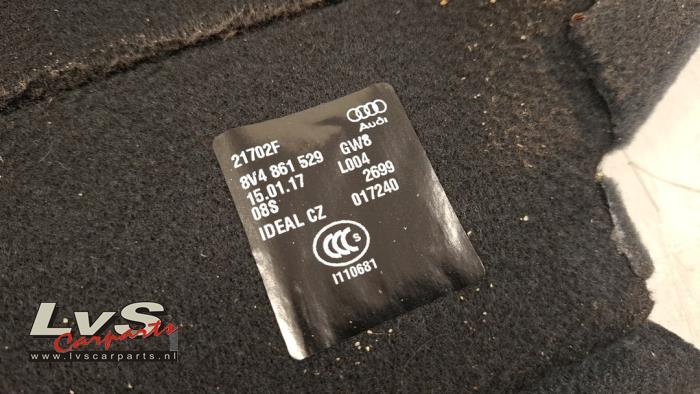 Audi
21702F
8V4 861 529 GW8
15.01.17 L004
08S 2699
IDEAL CZ 017240
CCC S
I110681
LvS
Carparts
www.lvscarparts.nl